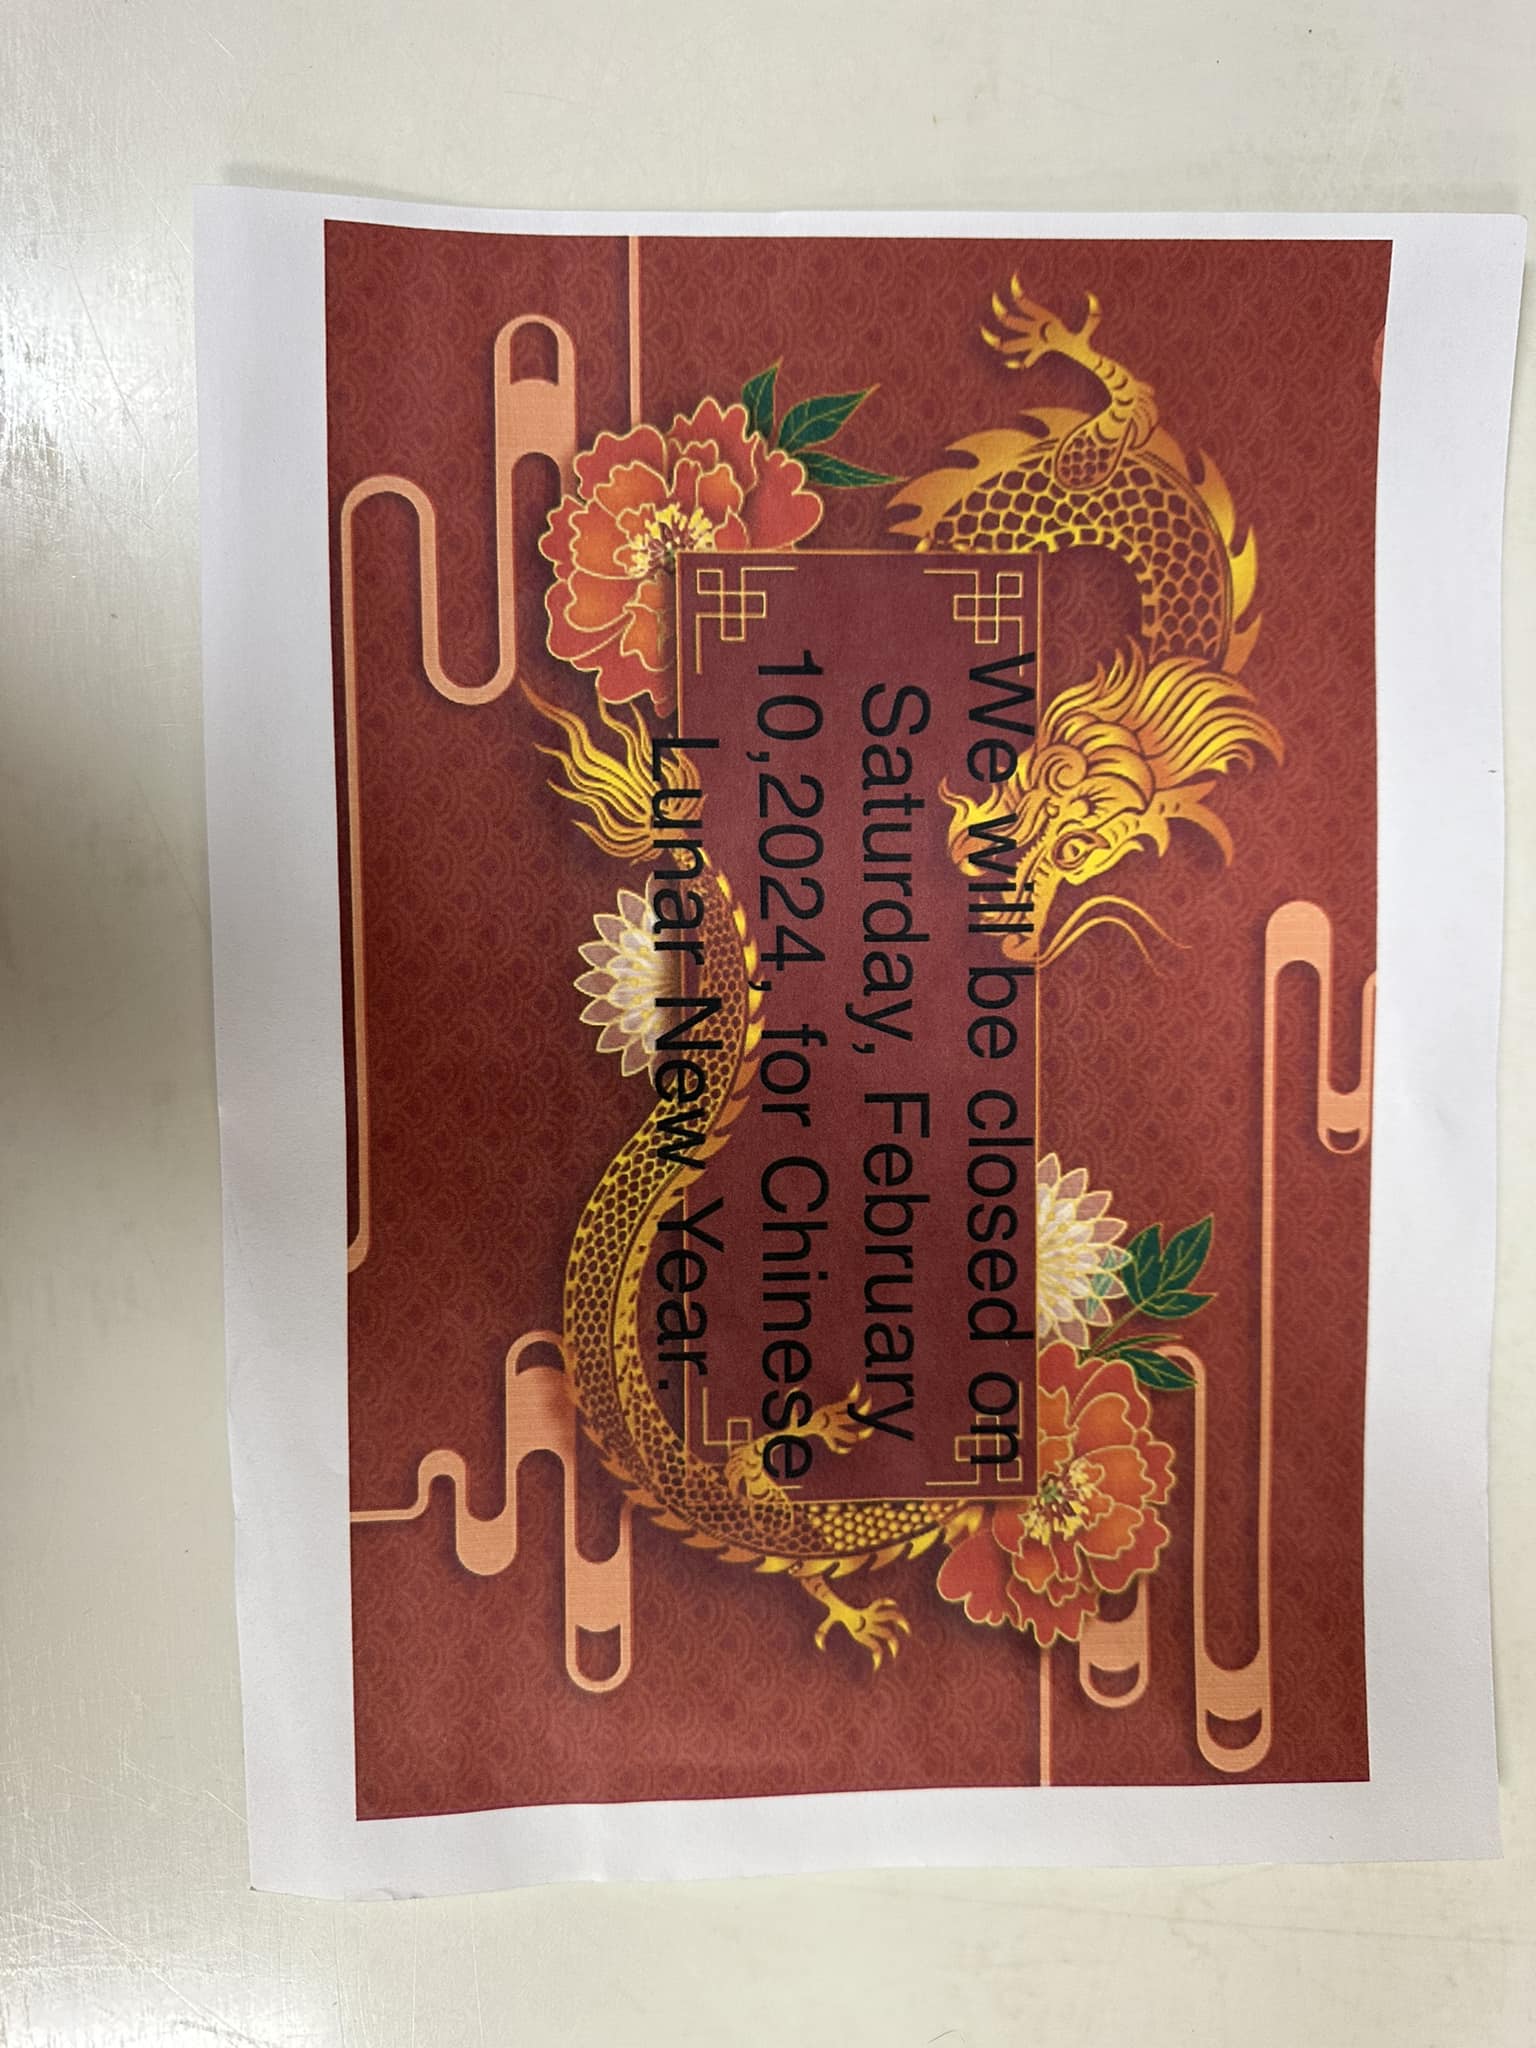 We will be closed on
Saturday, February
10,2024, for Chinese
Lunar New Year.